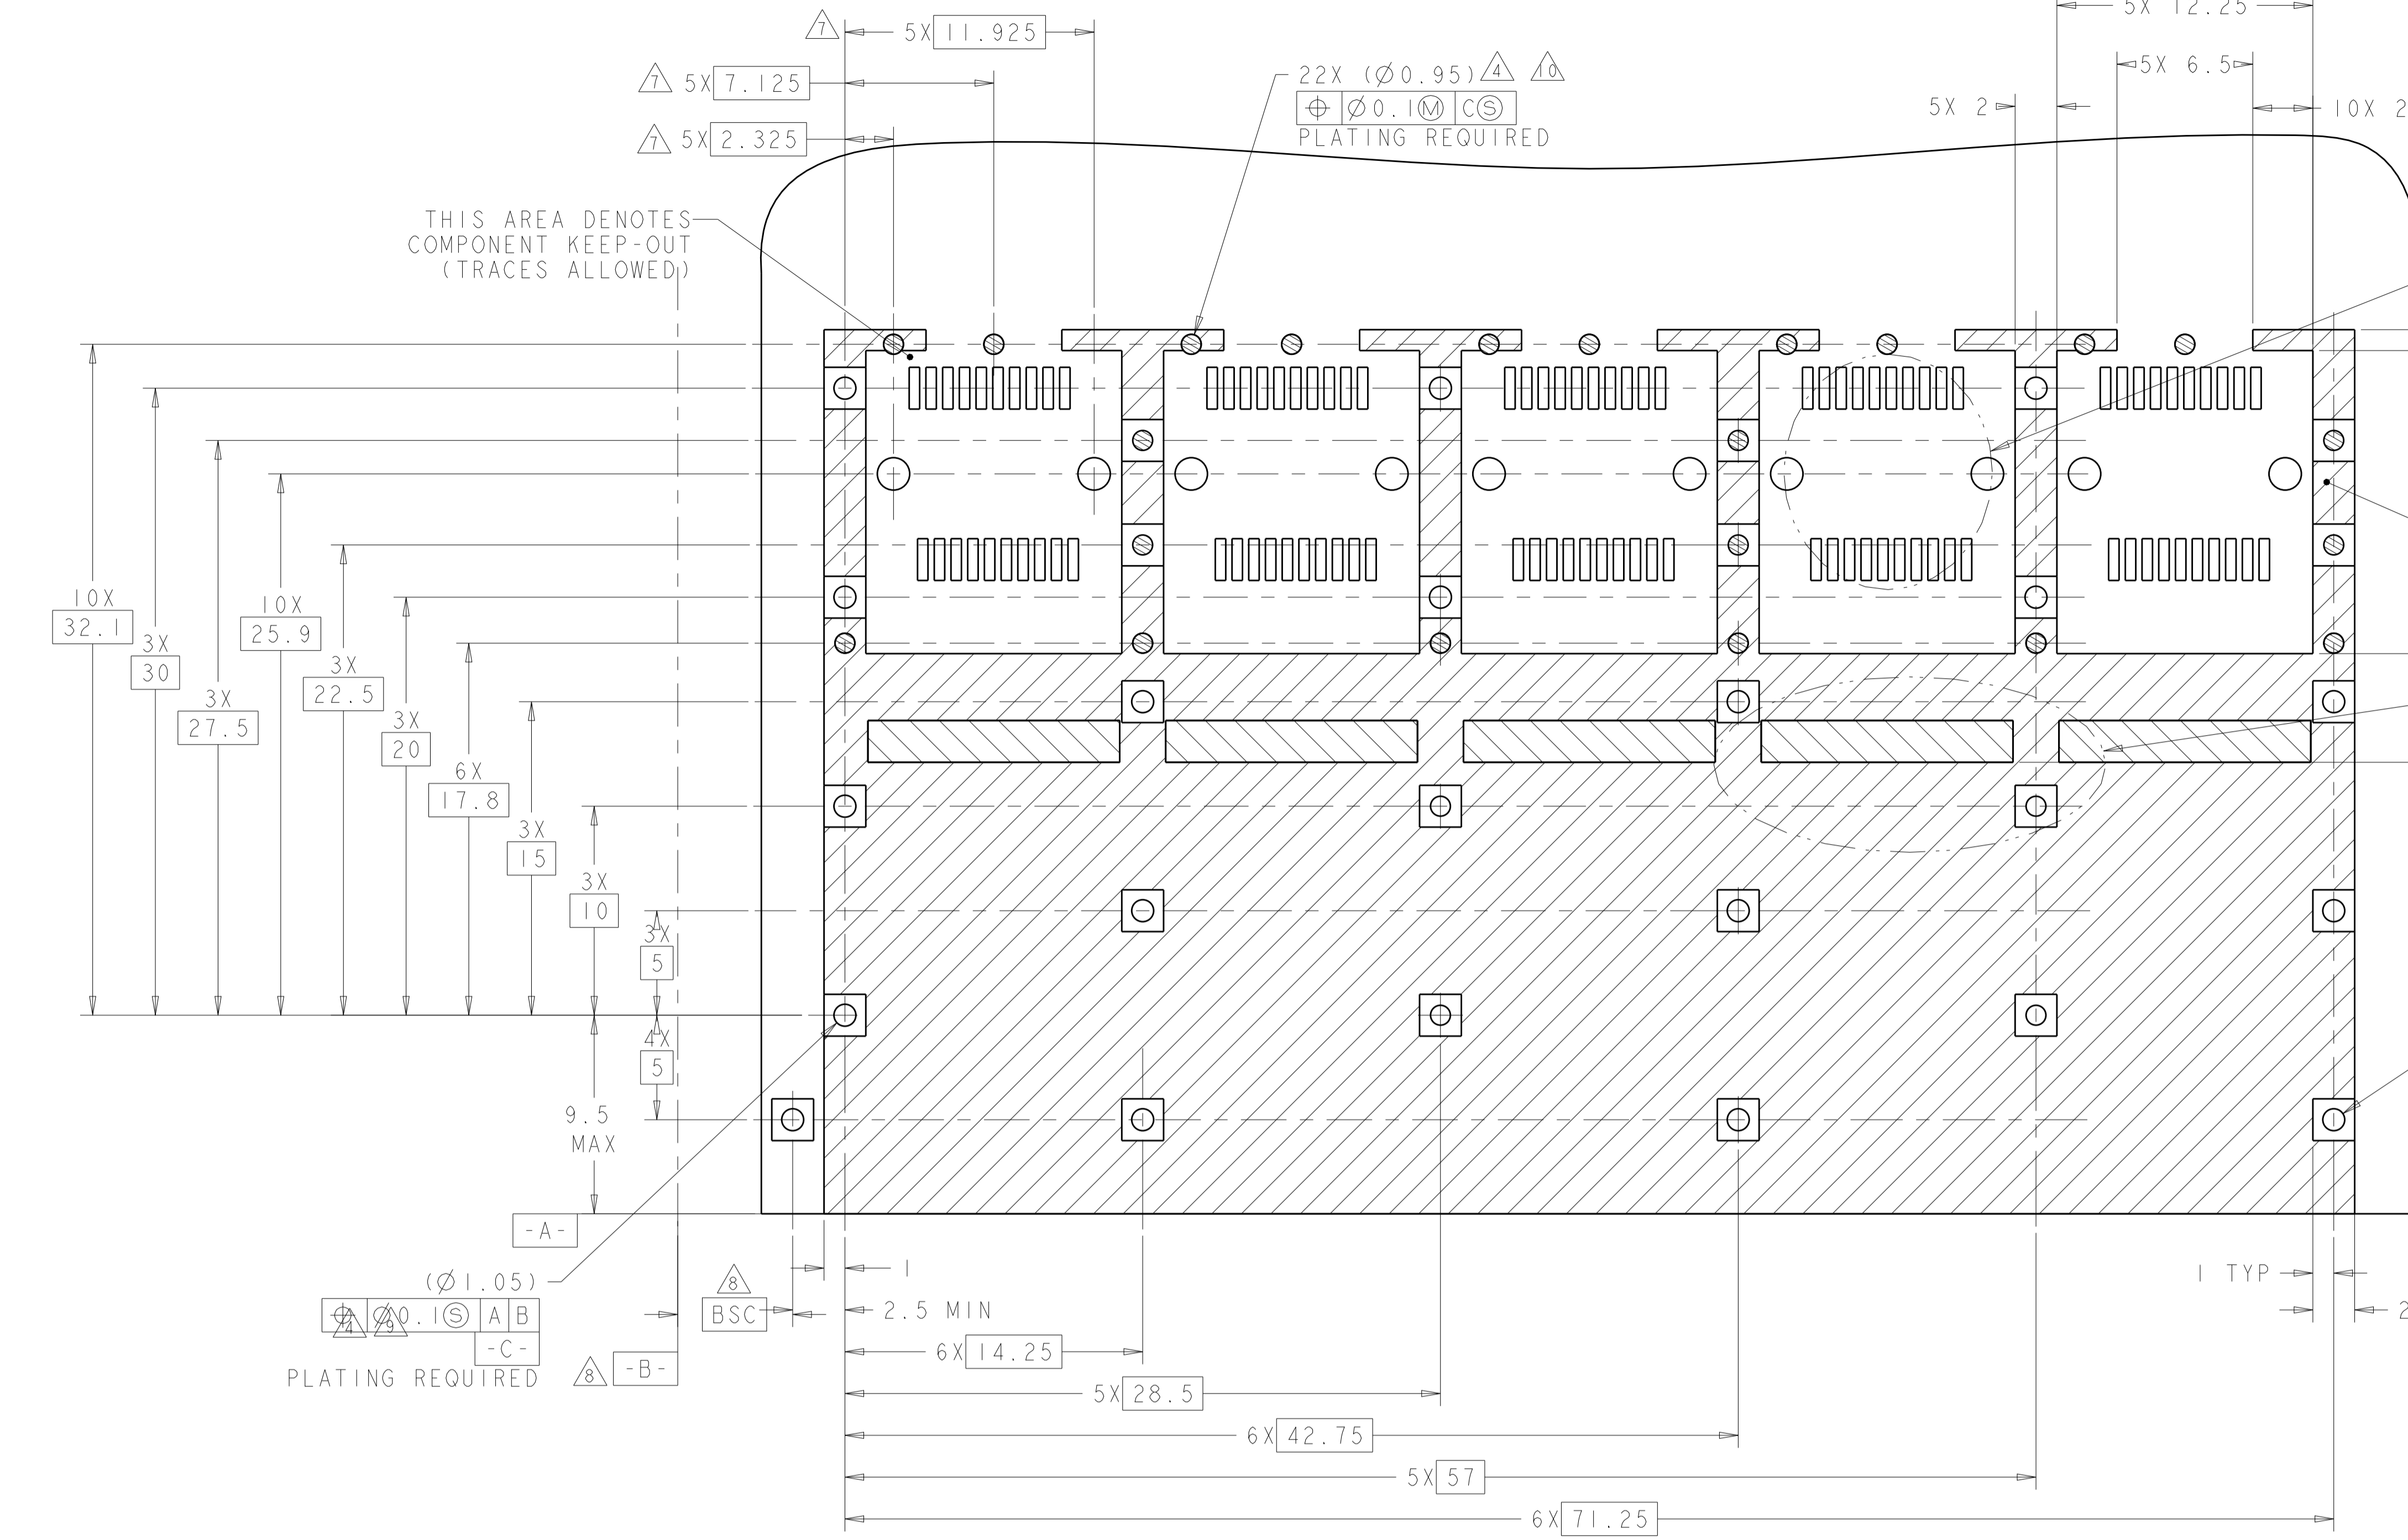 7 5X 11.925
7 5X 7.125
7 5X 2.325
22X (Ø0.95) 4 10
⌖ Ø0.1Ⓜ CⓈ
PLATING REQUIRED
5X 12.25
5X 6.5
5X 2
10X 2
THIS AREA DENOTES
COMPONENT KEEP-OUT
(TRACES ALLOWED)
10X
32.1
3X
30
3X
27.5
10X
25.9
3X
22.5
3X
20
6X
17.8
3X
15
3X
10
3X
5
4X
5
9.5
MAX
-A-
(Ø1.05)
⌖ Ø0.1Ⓢ A B
4 9
-C-
PLATING REQUIRED
8 -B-
8
BSC
1
2.5 MIN
1 TYP
2
6X 14.25
5X 28.5
6X 42.75
5X 57
6X 71.25